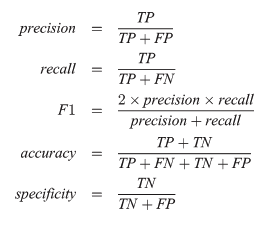 precision = TP / TP + FP
recall = TP / TP + FN
F1 = 2 × precision × recall / precision + recall
accuracy = TP + TN / TP + FN + TN + FP
specificity = TN / TN + FP